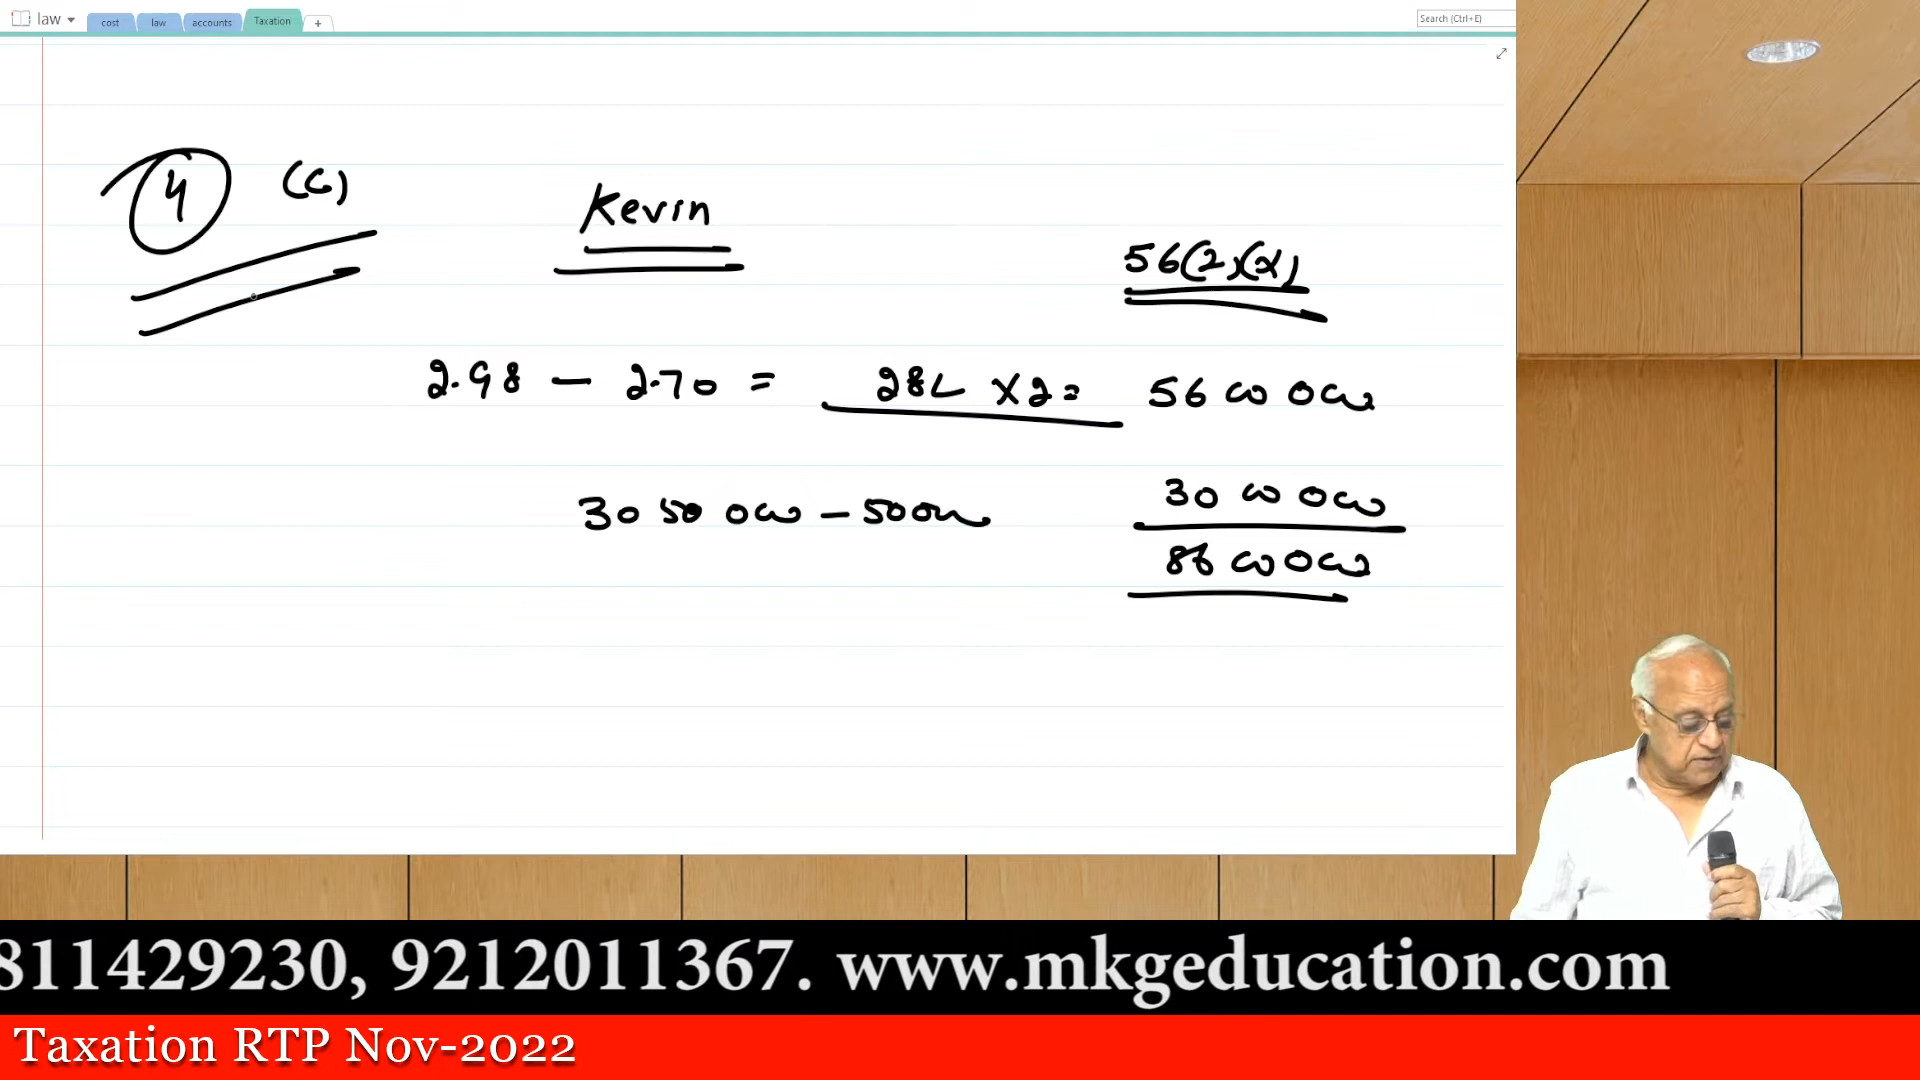 law
cost law accounts Taxation +
Search (Ctrl+E)
4 (C)
Kevin
56(2)(x)
2.98 - 2.70 = 28L x 2 = 56 00 000
30 50 000 - 50000 30 00 000
86 00 000
811429230, 9212011367. www.mkgeducation.com
Taxation RTP Nov-2022